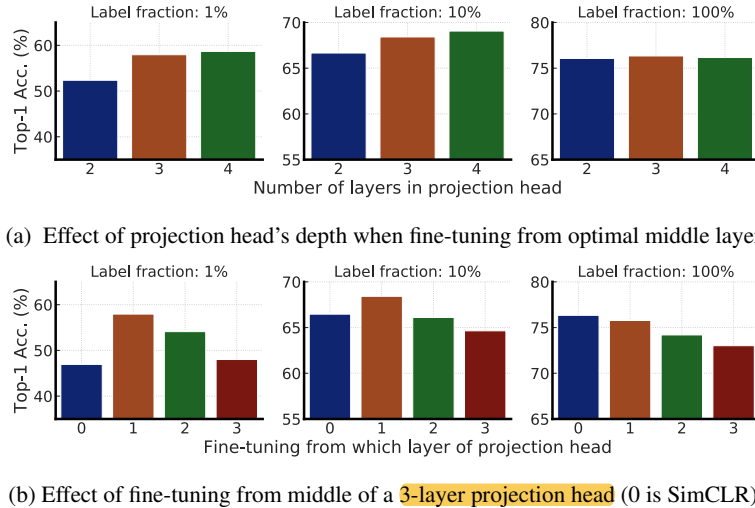 Label fraction: 1%
Label fraction: 10%
Label fraction: 100%
Top-1 Acc. (%)
60
50
40
70
65
60
55
80
75
70
65
2 3 4
2 3 4
2 3 4
Number of layers in projection head
(a) Effect of projection head's depth when fine-tuning from optimal middle layer
Label fraction: 1%
Label fraction: 10%
Label fraction: 100%
Top-1 Acc. (%)
60
50
40
70
65
60
55
80
75
70
65
0 1 2 3
0 1 2 3
0 1 2 3
Fine-tuning from which layer of projection head
(b) Effect of fine-tuning from middle of a 3-layer projection head (0 is SimCLR)